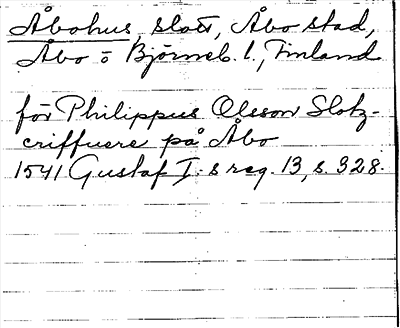 Åbohus, slott, Åbo stad,
Åbo o Björneb. l., Finland
för Philippus Olsson Slotz-
criffuere på Åbo
1541 Gustaf I:s reg. 13, s. 328.